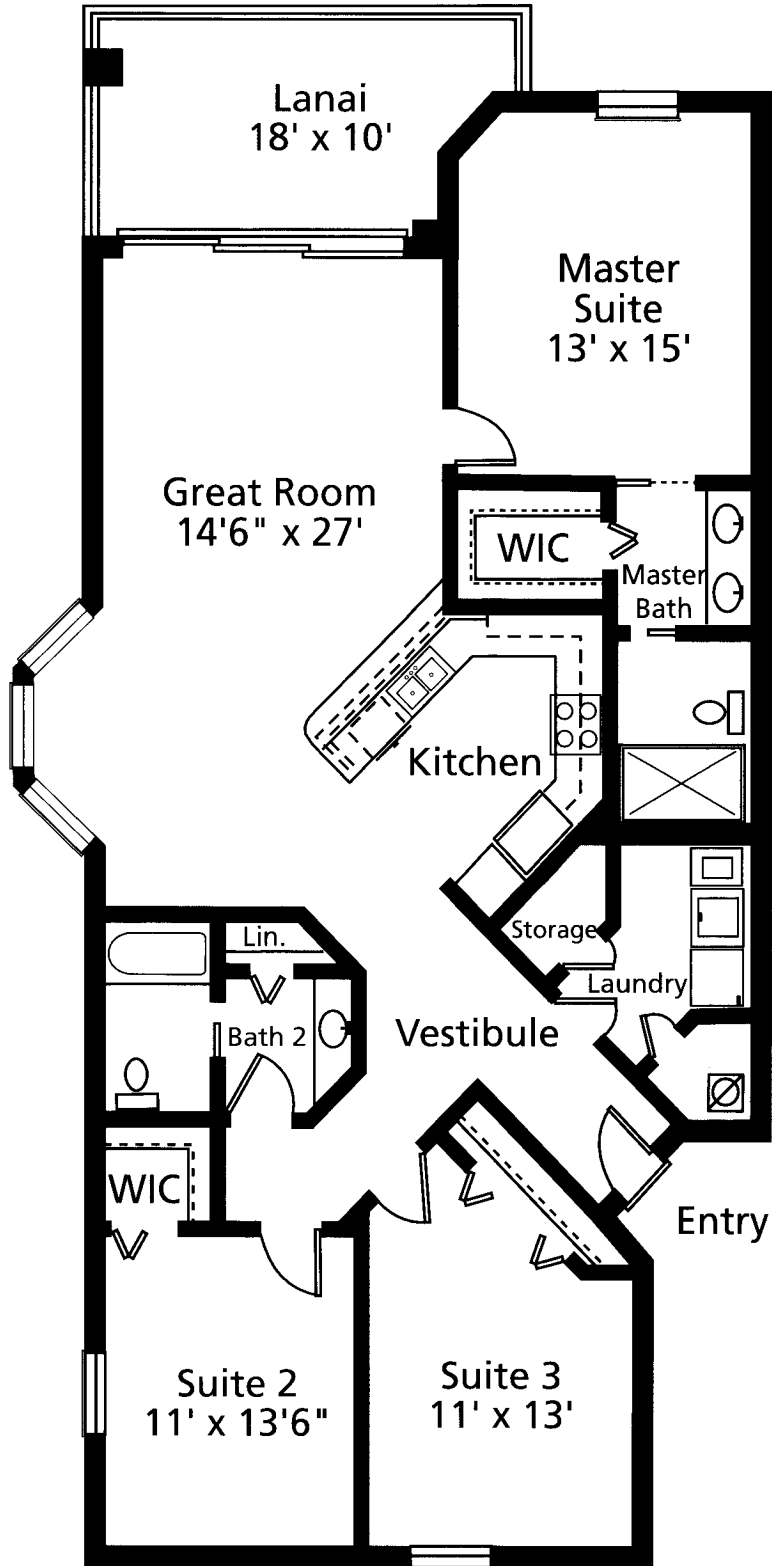 Lanai
18' x 10'
Master
Suite
13' x 15'
Great Room
14'6" x 27'
WIC
Master
Bath
Kitchen
Storage
Lin.
Laundry
Bath 2
Vestibule
WIC
Entry
Suite 2
11' x 13'6"
Suite 3
11' x 13'